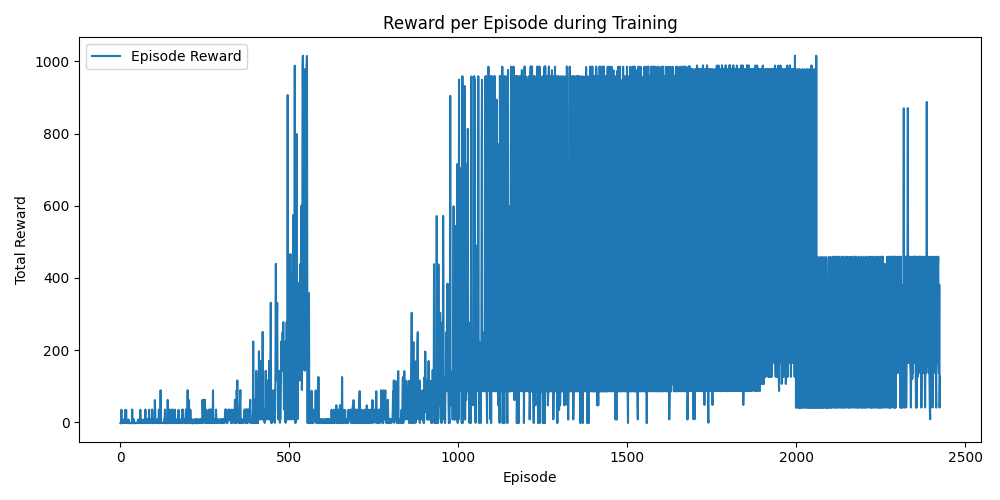 Reward per Episode during Training
Episode Reward
Total Reward
1000
800
600
400
200
0
0 500 1000 1500 2000 2500
Episode